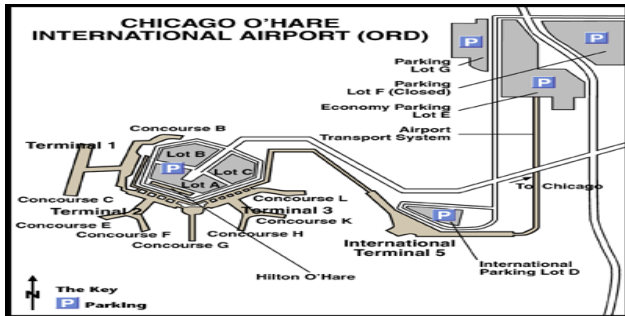 CHICAGO O'HARE
INTERNATIONAL AIRPORT (ORD)
P
P
Parking
Lot G
Parking
Lot F (Closed)
P
Economy Parking
Lot E
Airport
Transport System
Concourse B
Terminal 1
Lot B
P
Lot C
Lot A
To Chicago
Concourse C
Concourse L
Terminal 2
Terminal 3
Concourse K
Concourse E
Concourse F
Concourse H
Concourse G
P
International
Terminal 5
International
Parking Lot D
Hilton O'Hare
N
The Key
P Parking